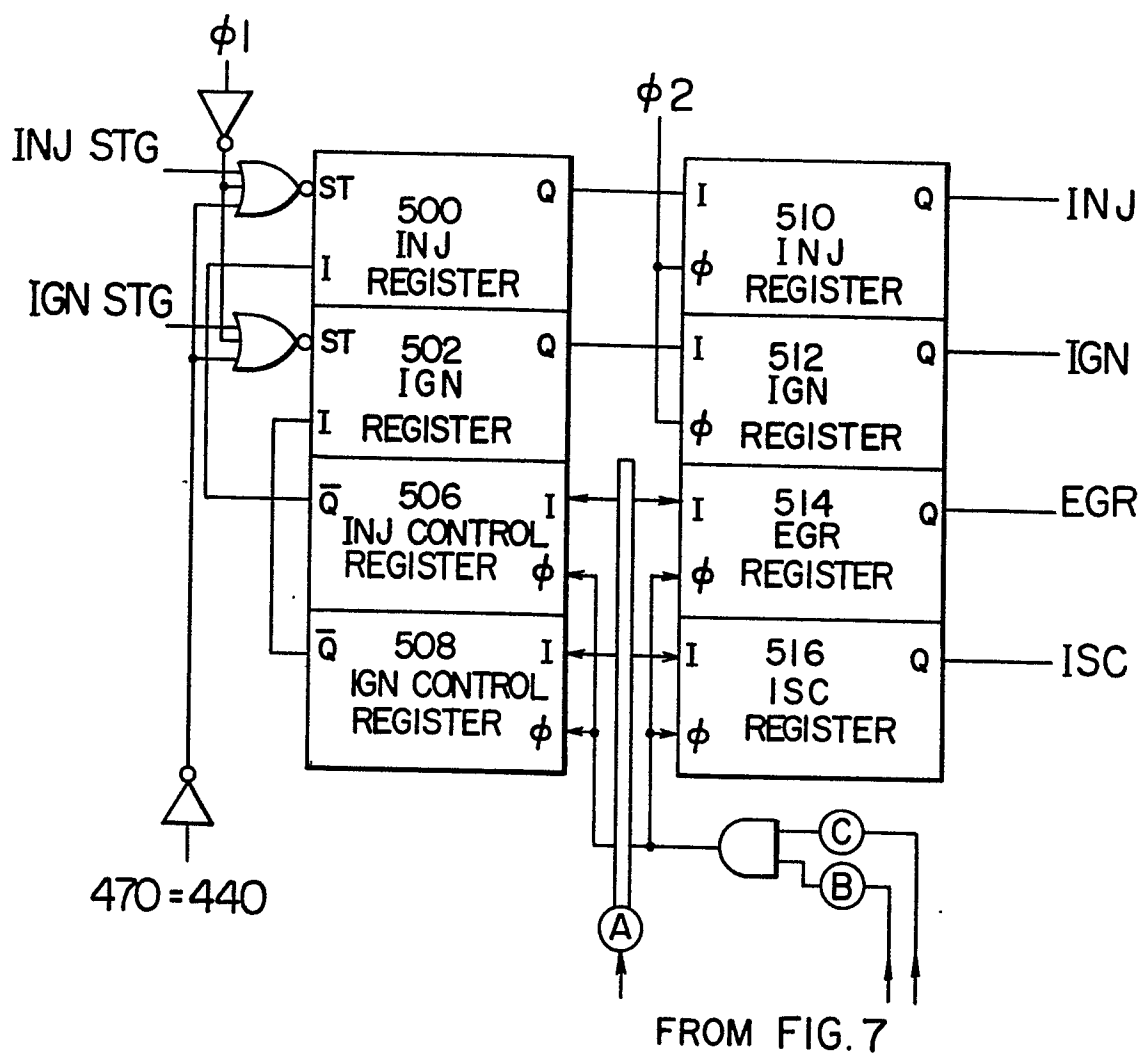 φ1
φ2
INJ STG
IGN STG
ST
500
INJ
REGISTER
Q
I
ST
502
IGN
REGISTER
Q
I
Q̅
506
INJ CONTROL
REGISTER
I
φ
Q̅
508
IGN CONTROL
REGISTER
I
φ
I
510
INJ
REGISTER
Q
φ
INJ
I
512
IGN
REGISTER
Q
φ
IGN
I
514
EGR
REGISTER
Q
φ
EGR
I
516
ISC
REGISTER
Q
φ
ISC
470=440
A
C
B
FROM FIG. 7